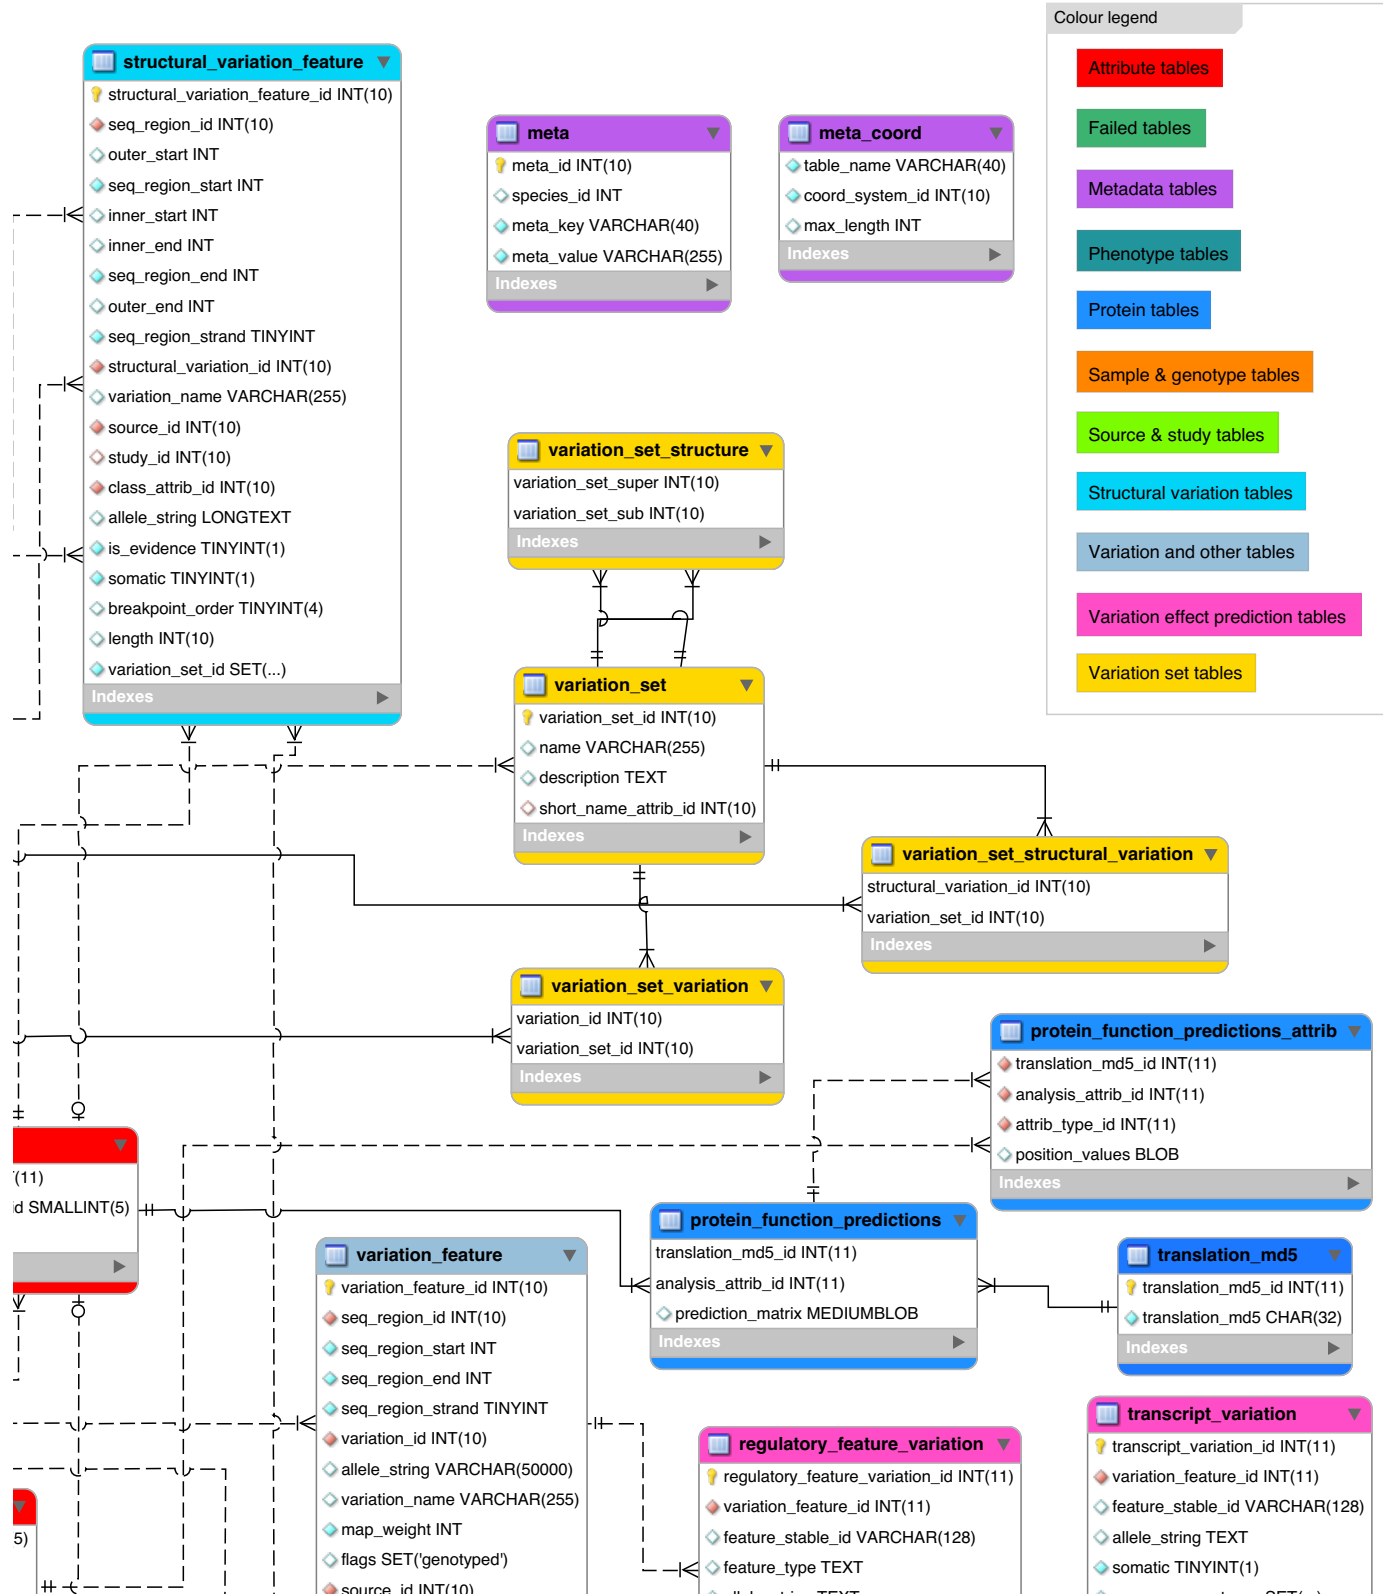 Colour legend
Attribute tables
Failed tables
Metadata tables
Phenotype tables
Protein tables
Sample & genotype tables
Source & study tables
Structural variation tables
Variation and other tables
Variation effect prediction tables
Variation set tables
structural_variation_feature
structural_variation_feature_id INT(10)
seq_region_id INT(10)
outer_start INT
seq_region_start INT
inner_start INT
inner_end INT
seq_region_end INT
outer_end INT
seq_region_strand TINYINT
structural_variation_id INT(10)
variation_name VARCHAR(255)
source_id INT(10)
study_id INT(10)
class_attrib_id INT(10)
allele_string LONGTEXT
is_evidence TINYINT(1)
somatic TINYINT(1)
breakpoint_order TINYINT(4)
length INT(10)
variation_set_id SET(...)
Indexes
meta
meta_id INT(10)
species_id INT
meta_key VARCHAR(40)
meta_value VARCHAR(255)
Indexes
meta_coord
table_name VARCHAR(40)
coord_system_id INT(10)
max_length INT
Indexes
variation_set_structure
variation_set_super INT(10)
variation_set_sub INT(10)
Indexes
variation_set
variation_set_id INT(10)
name VARCHAR(255)
description TEXT
short_name_attrib_id INT(10)
Indexes
variation_set_structural_variation
structural_variation_id INT(10)
variation_set_id INT(10)
Indexes
variation_set_variation
variation_id INT(10)
variation_set_id INT(10)
Indexes
protein_function_predictions_attrib
translation_md5_id INT(11)
analysis_attrib_id INT(11)
attrib_type_id INT(11)
position_values BLOB
Indexes
(11)
id SMALLINT(5)
protein_function_predictions
translation_md5_id INT(11)
analysis_attrib_id INT(11)
prediction_matrix MEDIUMBLOB
Indexes
translation_md5
translation_md5_id INT(11)
translation_md5 CHAR(32)
Indexes
variation_feature
variation_feature_id INT(10)
seq_region_id INT(10)
seq_region_start INT
seq_region_end INT
seq_region_strand TINYINT
variation_id INT(10)
allele_string VARCHAR(50000)
variation_name VARCHAR(255)
map_weight INT
flags SET('genotyped')
source_id INT(10)
regulatory_feature_variation
regulatory_feature_variation_id INT(11)
variation_feature_id INT(11)
feature_stable_id VARCHAR(128)
feature_type TEXT
transcript_variation
transcript_variation_id INT(11)
variation_feature_id INT(11)
feature_stable_id VARCHAR(128)
allele_string TEXT
somatic TINYINT(1)
5)